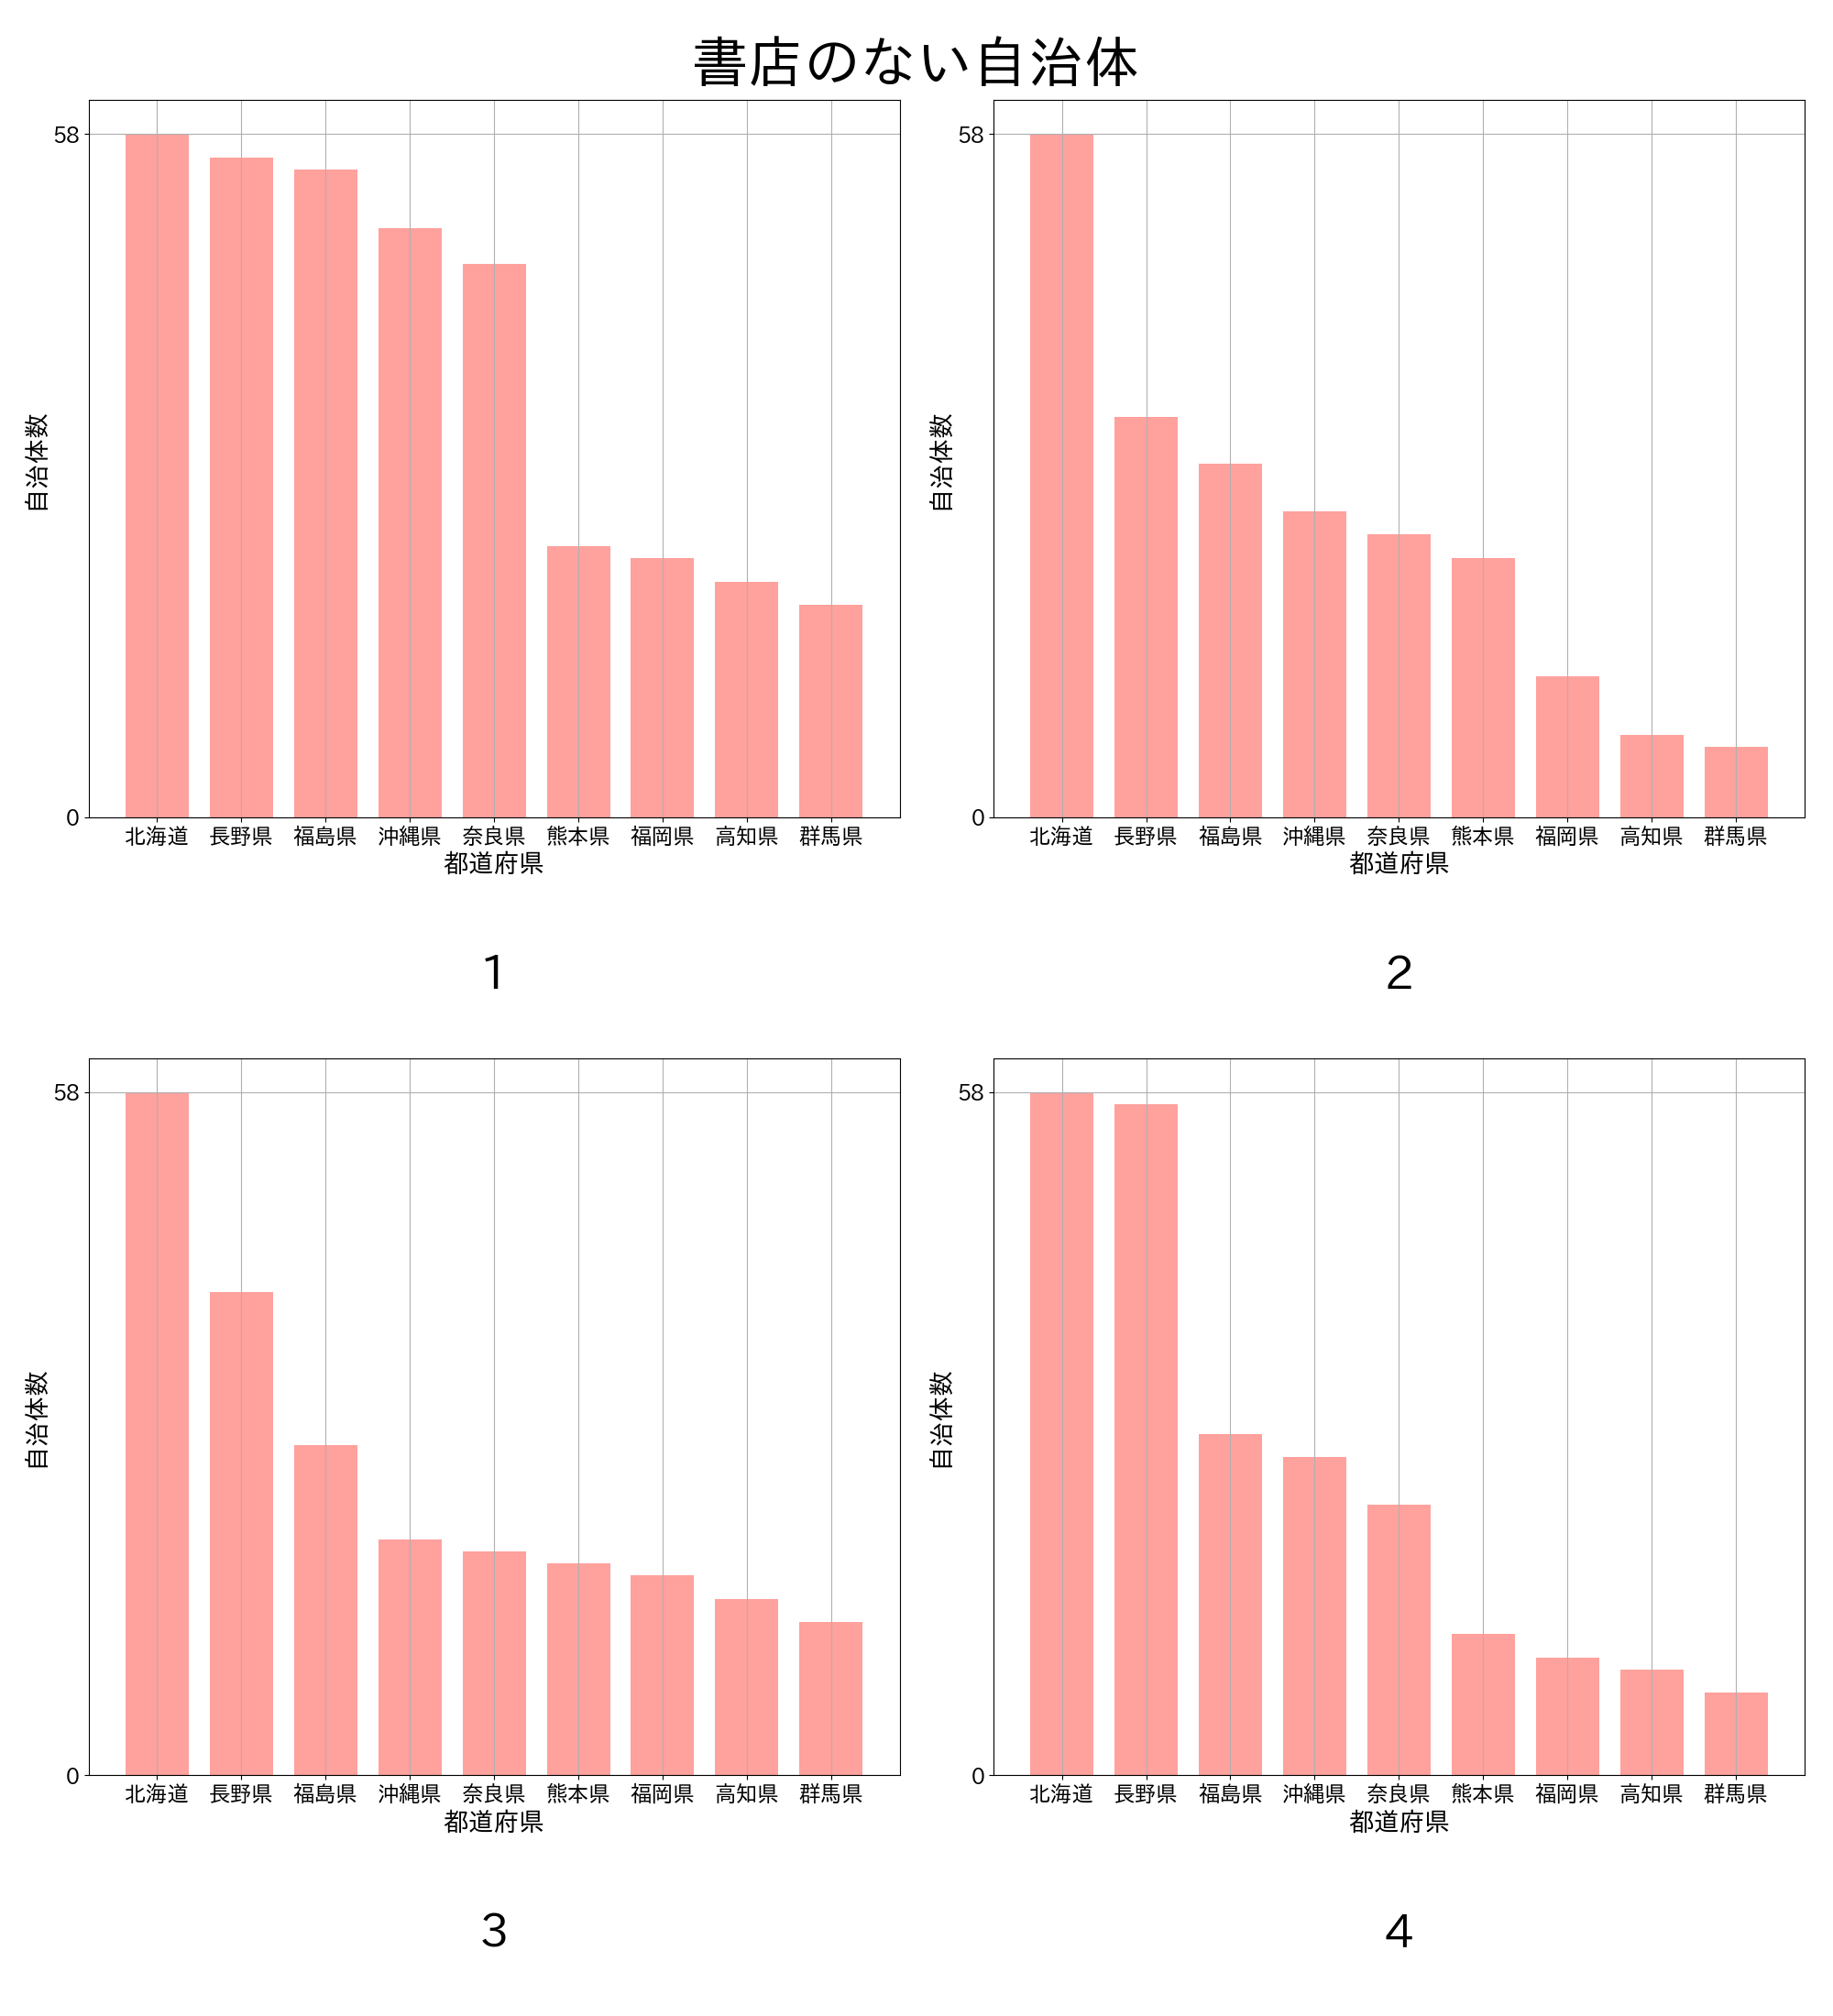 書店のない自治体
58
0
自治体数
北海道 長野県 福島県 沖縄県 奈良県 熊本県 福岡県 高知県 群馬県
都道府県
1
58
0
自治体数
北海道 長野県 福島県 沖縄県 奈良県 熊本県 福岡県 高知県 群馬県
都道府県
2
58
0
自治体数
北海道 長野県 福島県 沖縄県 奈良県 熊本県 福岡県 高知県 群馬県
都道府県
3
58
0
自治体数
北海道 長野県 福島県 沖縄県 奈良県 熊本県 福岡県 高知県 群馬県
都道府県
4